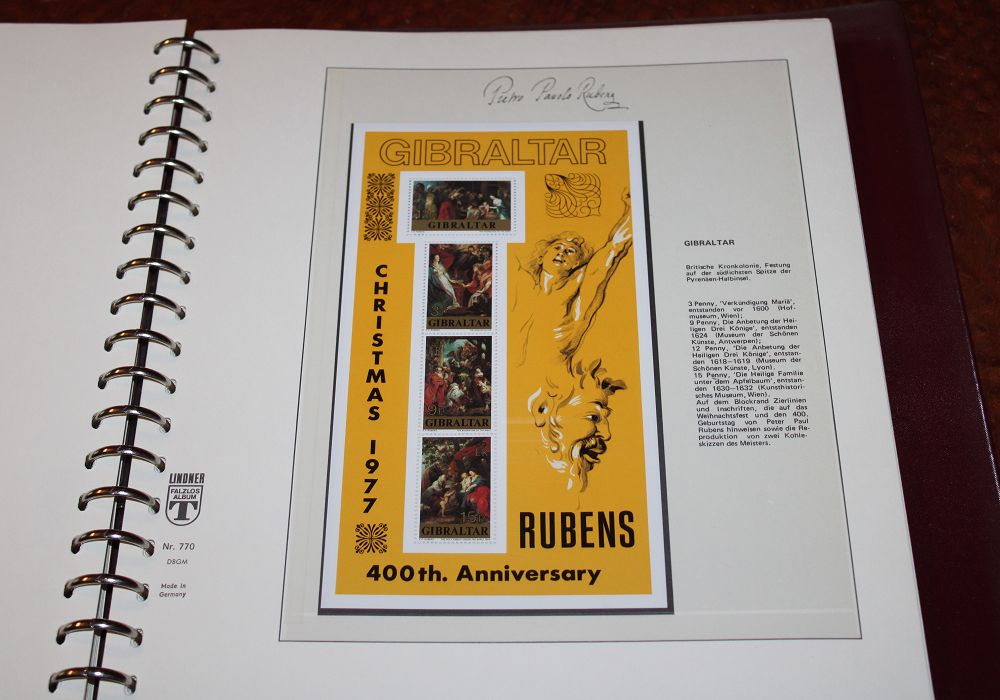 Pietro Pauolo Rubens
GIBRALTAR
GIBRALTAR
3P
GIBRALTAR
9P
GIBRALTAR
15P
GIBRALTAR
CHRISTMAS 1977
RUBENS
400th. Anniversary
GIBRALTAR
Britische Kronkolonie, Festung
auf der südlichsten Spitze der
Pyrenäen-Halbinsel.
3 Penny, 'Verkündigung Mariä',
entstanden vor 1600 (Hof-
museum, Wien);
9 Penny, Die Anbetung der Hei-
ligen Drei Könige', entstanden
1624 (Museum der Schönen
Künste, Antwerpen);
12 Penny, 'Die Anbetung der
Heiligen Drei Könige', entstan-
den 1618–1619 (Museum der
Schönen Künste, Lyon).
15 Penny, 'Die Heilige Familie
unter dem Apfelbaum', entstan-
den 1630–1632 (Kunsthistori-
sches Museum, Wien).
Auf dem Blockrand Zierlinien
und Inschriften, die auf das
Weihnachtsfest und den 400.
Geburtstag von Peter Paul
Rubens hinweisen sowie die Re-
produktion von zwei Kohle-
skizzen des Meisters.
LINDNER
FALZLOS
ALBUM
T
Nr. 770
DBGM
Made in
Germany